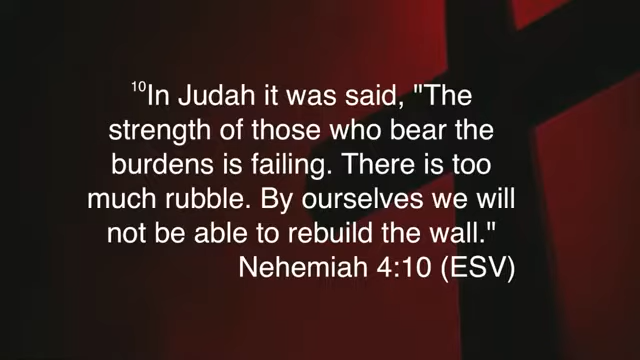 10In Judah it was said, "The
strength of those who bear the
burdens is failing. There is too
much rubble. By ourselves we will
not be able to rebuild the wall."
Nehemiah 4:10 (ESV)